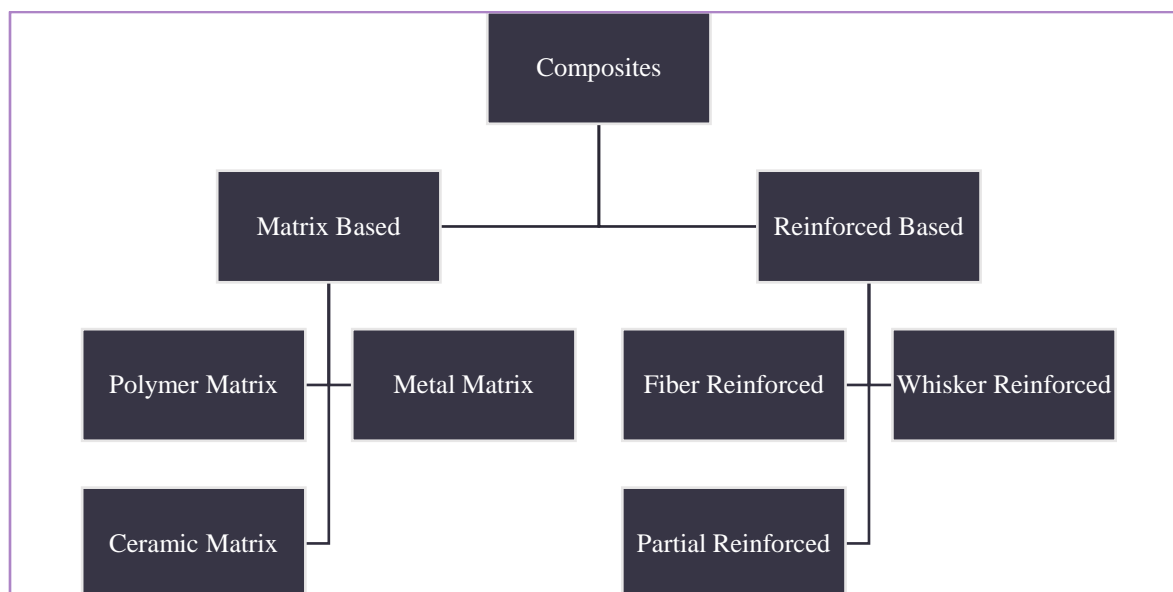 Composites
Matrix Based
Reinforced Based
Polymer Matrix
Metal Matrix
Fiber Reinforced
Whisker Reinforced
Ceramic Matrix
Partial Reinforced